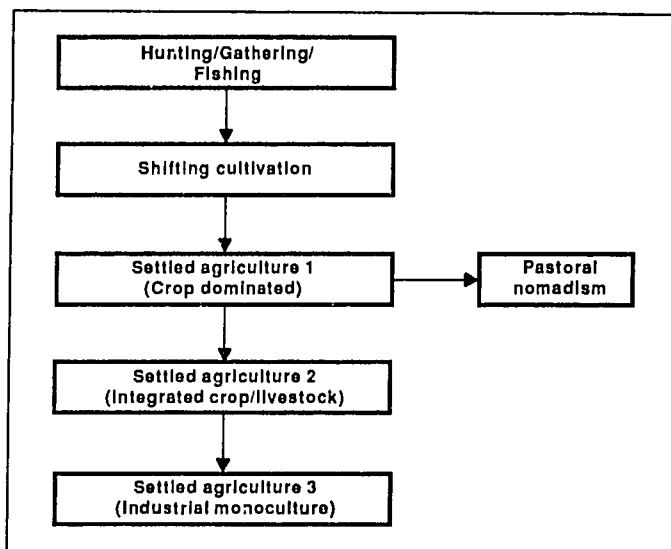 Hunting/Gathering/
Fishing
Shifting cultivation
Settled agriculture 1
(Crop dominated)
Pastoral
nomadism
Settled agriculture 2
(Integrated crop/livestock)
Settled agriculture 3
(Industrial monoculture)